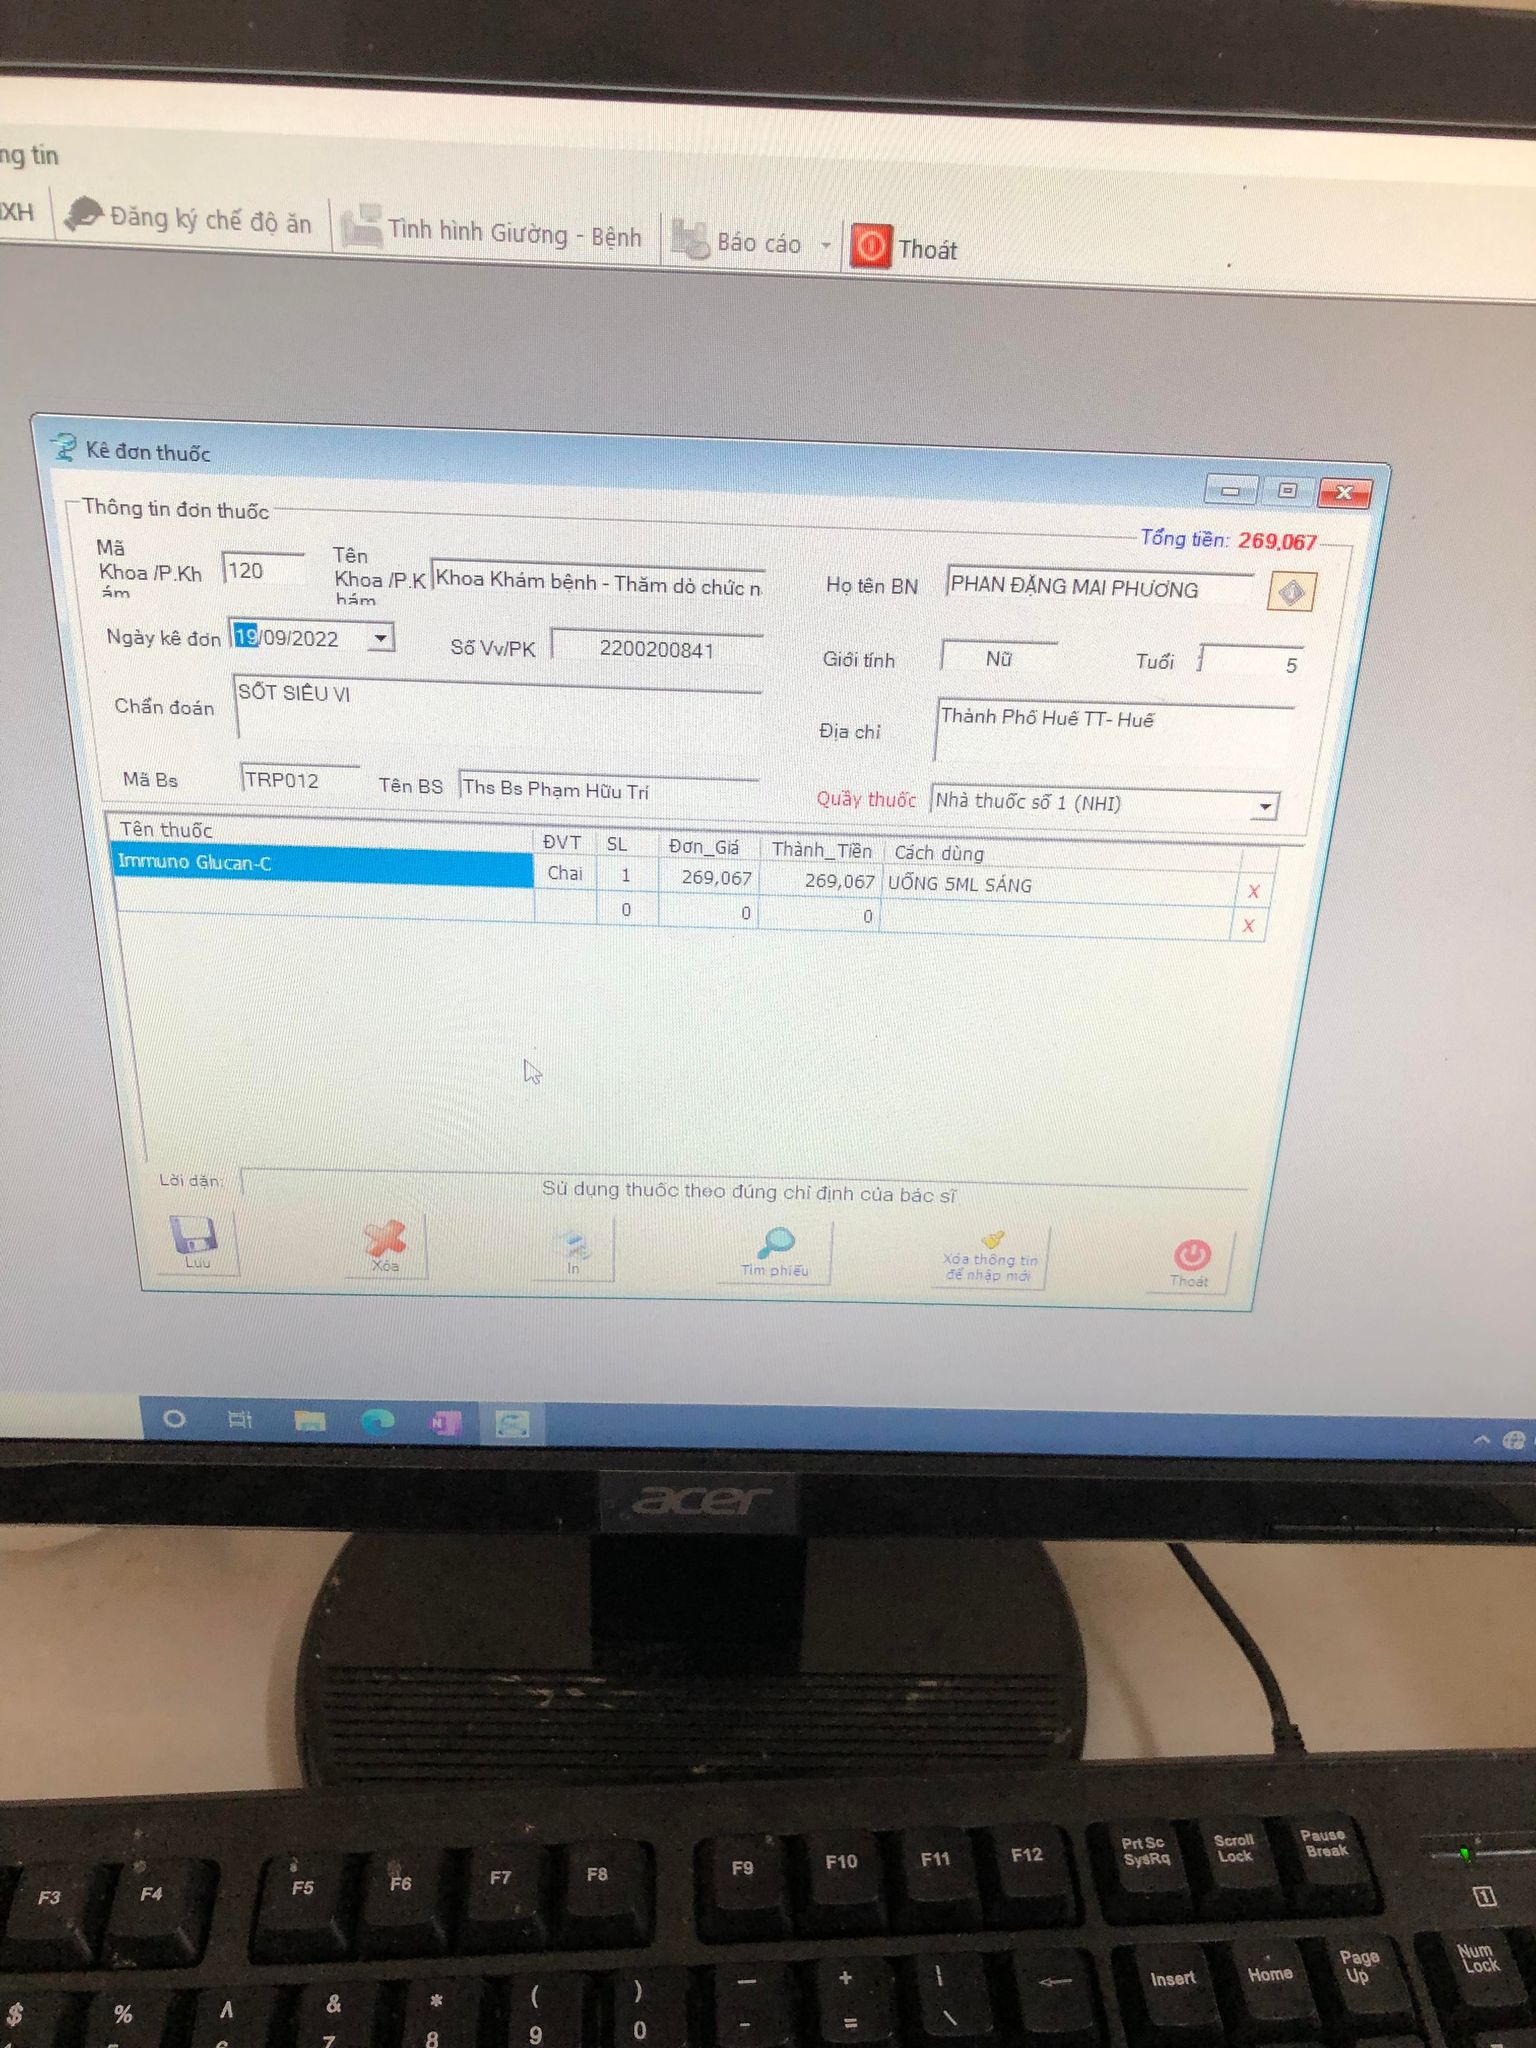 ng tin
XH Đăng ký chế độ ăn Tình hình Giường - Bệnh Báo cáo Thoát
Kê đơn thuốc
Thông tin đơn thuốc
Tổng tiền: 269,067
Mã Khoa /P.Kh ám 120 Tên Khoa /P.K hám Khoa Khám bệnh - Thăm dò chức n Họ tên BN PHAN ĐẶNG MAI PHƯƠNG
Ngày kê đơn 19/09/2022 Số Vv/PK 2200200841 Giới tính Nữ Tuổi 5
Chẩn đoán SỐT SIÊU VI Địa chỉ Thành Phố Huế TT- Huế
Mã Bs TRP012 Tên BS Ths Bs Phạm Hữu Trí Quầy thuốc Nhà thuốc số 1 (NHI)
Tên thuốc ĐVT SL Đơn_Giá Thành_Tiền Cách dùng
Immuno Glucan-C Chai 1 269,067 269,067 UỐNG 5ML SÁNG X
0 0 0 X
Lời dặn: Sử dụng thuốc theo đúng chỉ định của bác sĩ
Lưu Xóa In Tìm phiếu Xóa thông tin để nhập mới Thoát
acer
F3 F4 F5 F6 F7 F8 F9 F10 F11 F12 Prt Sc SysRq Scroll Lock Pause Break
1
$ % ^ & 7 * 8 ( 9 ) 0 — - + = | \ ← Insert Home Page Up Num Lock